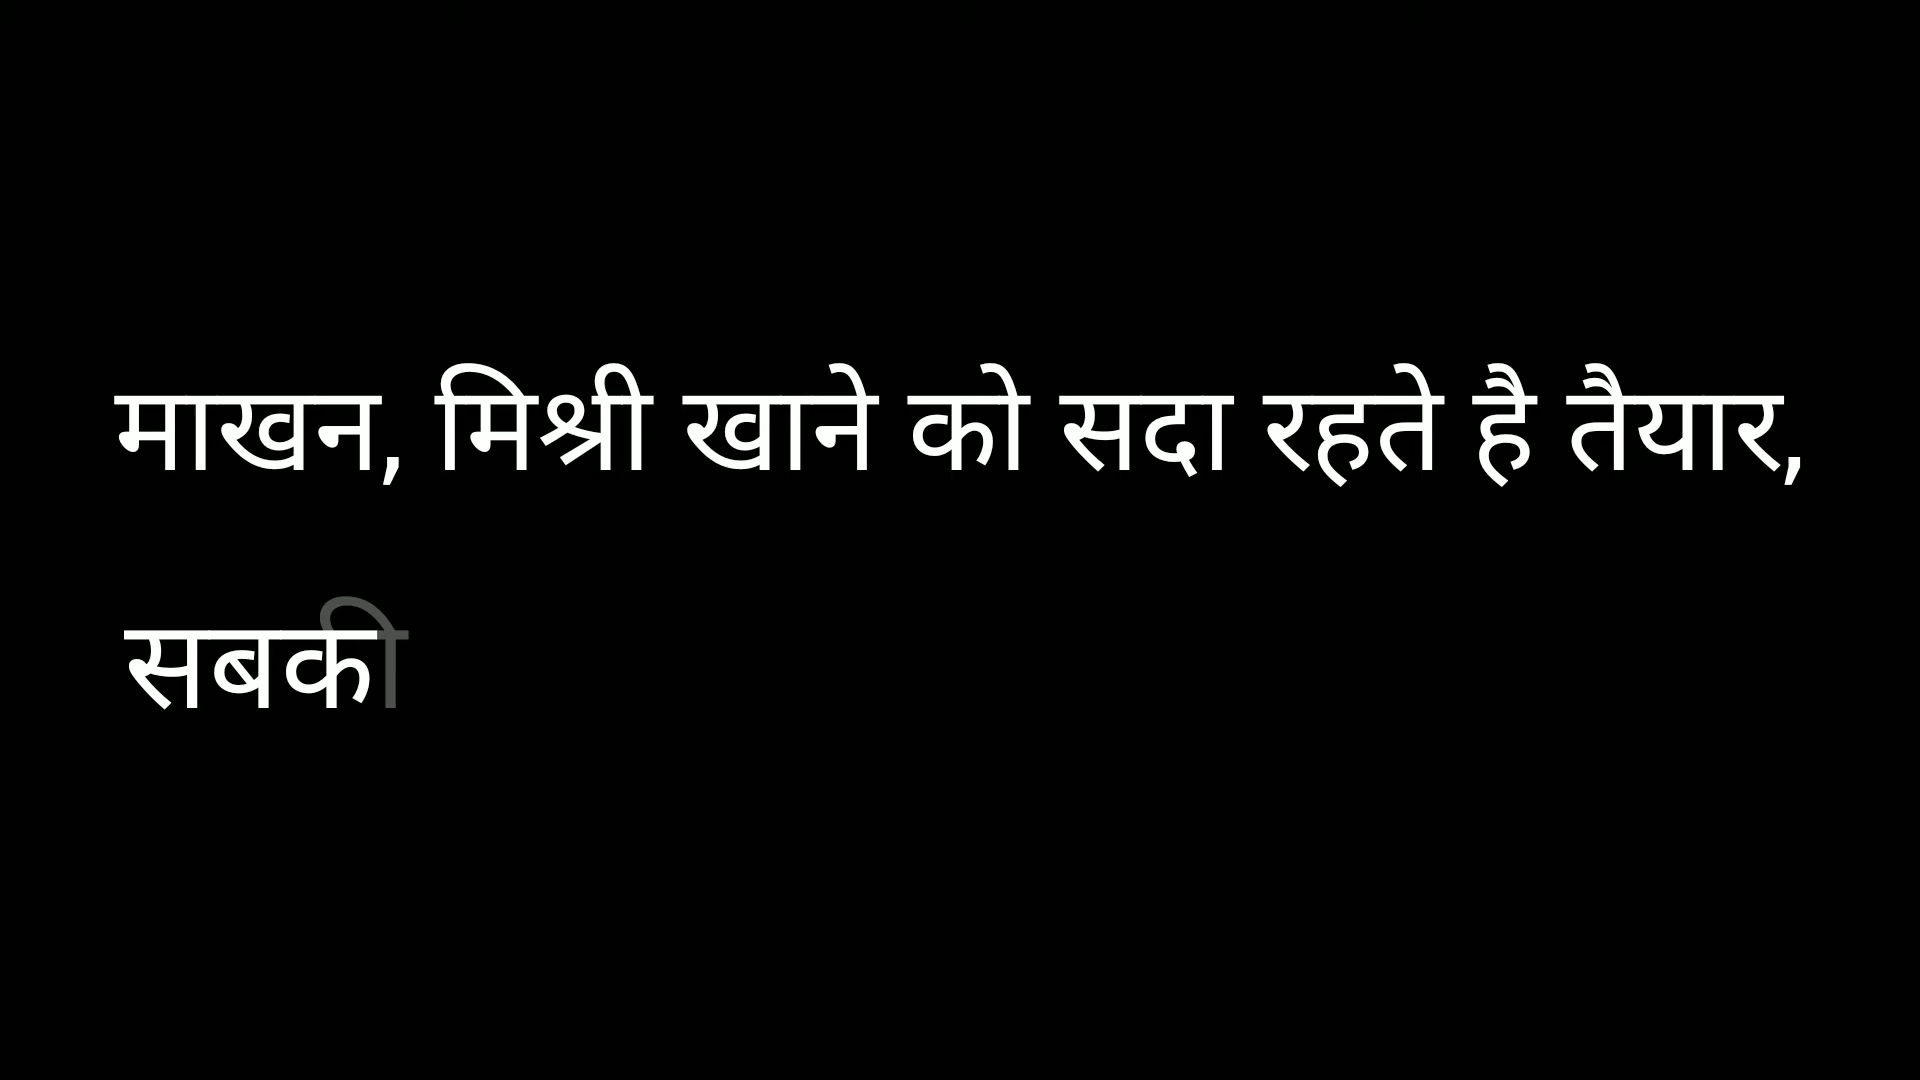 माखन, मिश्री खाने को सदा रहते है तैयार,
सबकी